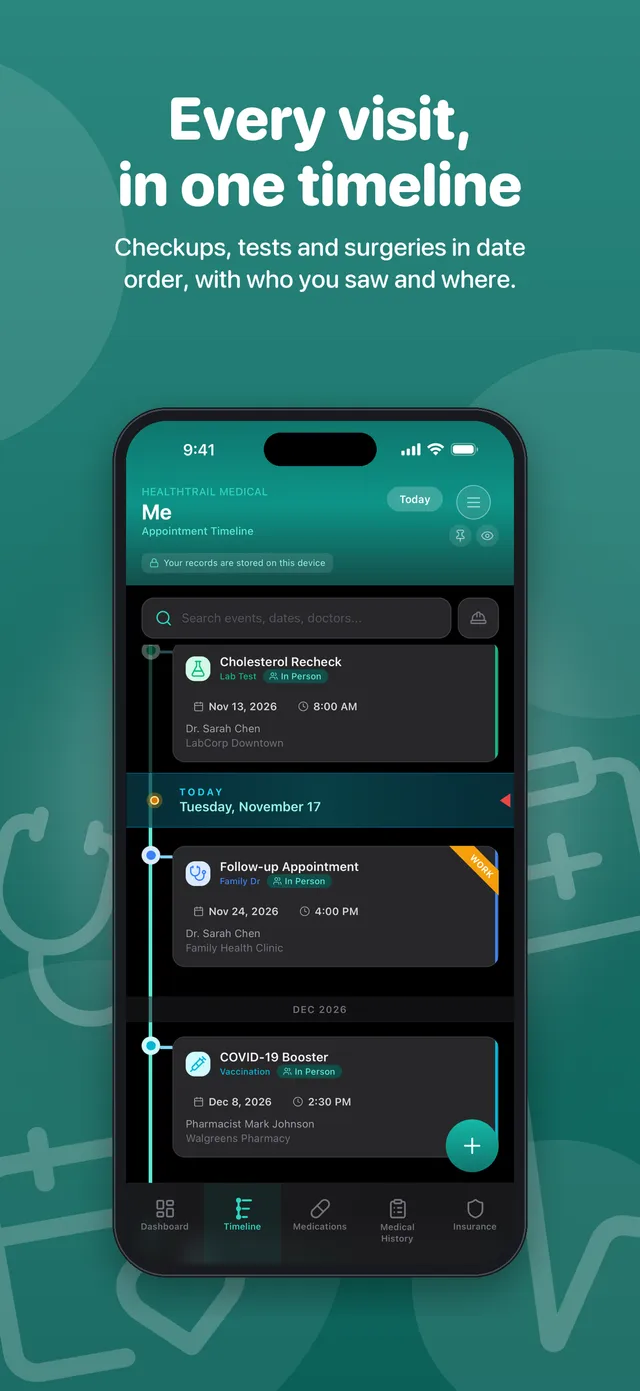 Every visit,
in one timeline
Checkups, tests and surgeries in date
order, with who you saw and where.
9:41
HEALTHTRAIL MEDICAL
Me
Today
Appointment Timeline
Your records are stored on this device
Search events, dates, doctors...
Cholesterol Recheck
Lab Test In Person
Nov 13, 2026 8:00 AM
Dr. Sarah Chen
LabCorp Downtown
TODAY
Tuesday, November 17
Follow-up Appointment
WORK
Family Dr In Person
Nov 24, 2026 4:00 PM
Dr. Sarah Chen
Family Health Clinic
DEC 2026
COVID-19 Booster
Vaccination In Person
Dec 8, 2026 2:30 PM
Pharmacist Mark Johnson
Walgreens Pharmacy
Dashboard
Timeline
Medications
Medical
History
Insurance